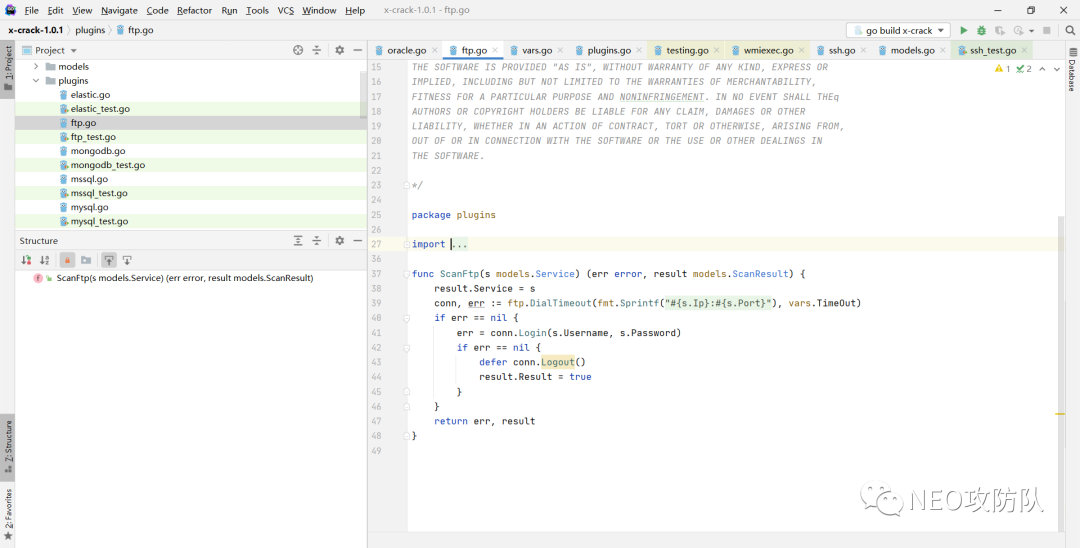 File Edit View Navigate Code Refactor Run Tools VCS Window Help x-crack-1.0.1 - ftp.go
x-crack-1.0.1 plugins ftp.go go build x-crack
Project
oracle.go ftp.go vars.go plugins.go testing.go wmiexec.go ssh.go models.go ssh_test.go
models
plugins
elastic.go
elastic_test.go
ftp.go
ftp_test.go
mongodb.go
mongodb_test.go
mssql.go
mssql_test.go
mysql.go
mysql_test.go
Structure
ScanFtp(s models.Service) (err error, result models.ScanResult)
1: Project
Z: Structure
2: Favorites
Database
1 2
15 THE SOFTWARE IS PROVIDED "AS IS", WITHOUT WARRANTY OF ANY KIND, EXPRESS OR
16 IMPLIED, INCLUDING BUT NOT LIMITED TO THE WARRANTIES OF MERCHANTABILITY,
17 FITNESS FOR A PARTICULAR PURPOSE AND NONINFRINGEMENT. IN NO EVENT SHALL THEq
18 AUTHORS OR COPYRIGHT HOLDERS BE LIABLE FOR ANY CLAIM, DAMAGES OR OTHER
19 LIABILITY, WHETHER IN AN ACTION OF CONTRACT, TORT OR OTHERWISE, ARISING FROM,
20 OUT OF OR IN CONNECTION WITH THE SOFTWARE OR THE USE OR OTHER DEALINGS IN
21 THE SOFTWARE.
22
23 */
24
25 package plugins
26
27 import ...
36
37 func ScanFtp(s models.Service) (err error, result models.ScanResult) {
38 result.Service = s
39 conn, err := ftp.DialTimeout(fmt.Sprintf("#{s.Ip}:#{s.Port}"), vars.TimeOut)
40 if err == nil {
41 err = conn.Login(s.Username, s.Password)
42 if err == nil {
43 defer conn.Logout()
44 result.Result = true
45 }
46 }
47 return err, result
48 }
49
NEO攻防队